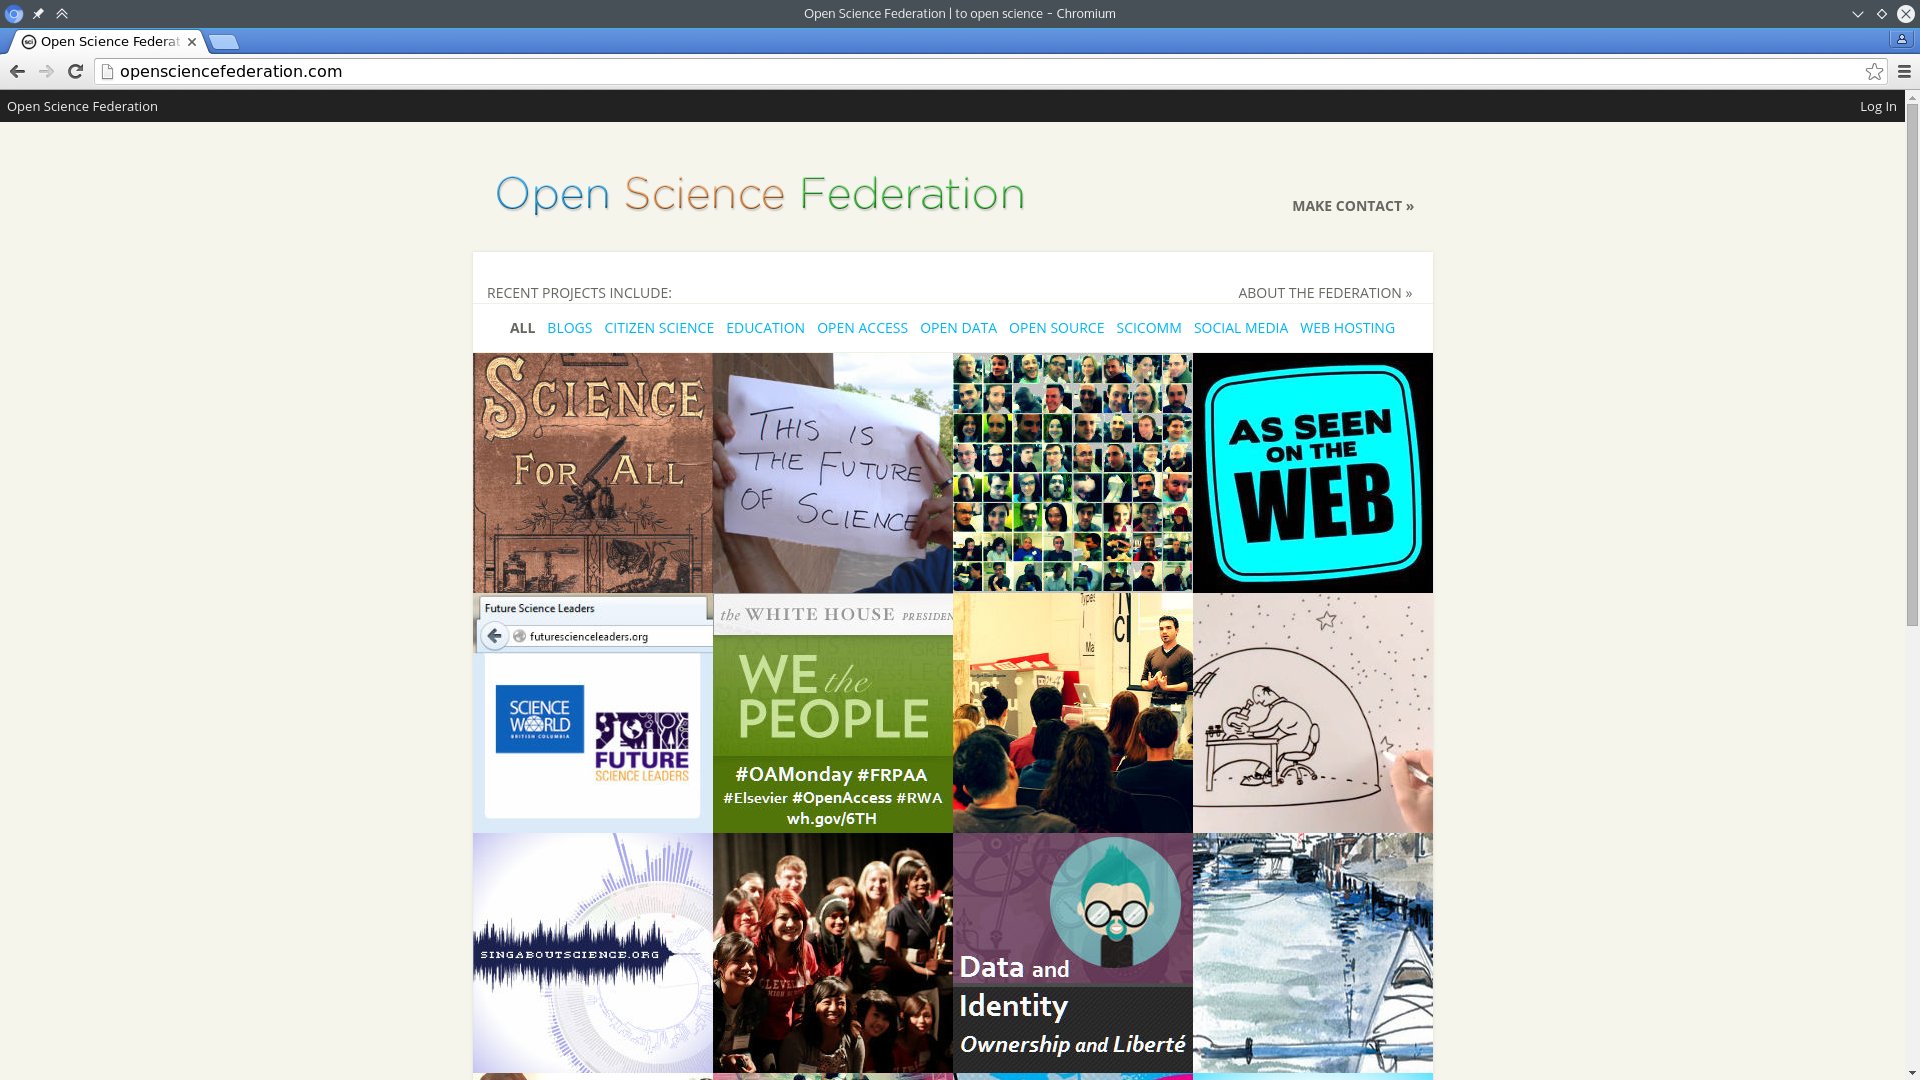 Open Science Federation | to open science - Chromium
Open Science Federat
opensciencefederation.com
Open Science Federation
Log In
Open Science Federation
MAKE CONTACT »
RECENT PROJECTS INCLUDE:
ABOUT THE FEDERATION »
ALL BLOGS CITIZEN SCIENCE EDUCATION OPEN ACCESS OPEN DATA OPEN SOURCE SCICOMM SOCIAL MEDIA WEB HOSTING
SCIENCE
FOR ALL
THIS IS
THE FUTURE
OF SCIENCE
AS SEEN
ON THE
WEB
Future Science Leaders
futurescienceleaders.org
SCIENCE
WORLD
BRITISH COLUMBIA
FUTURE
SCIENCE LEADERS
the WHITE HOUSE PRESIDEN
WE the
PEOPLE
#OAMonday #FRPAA
#Elsevier #OpenAccess #RWA
wh.gov/6TH
SINGABOUTSCIENCE.ORG
Data and
Identity
Ownership and Liberté